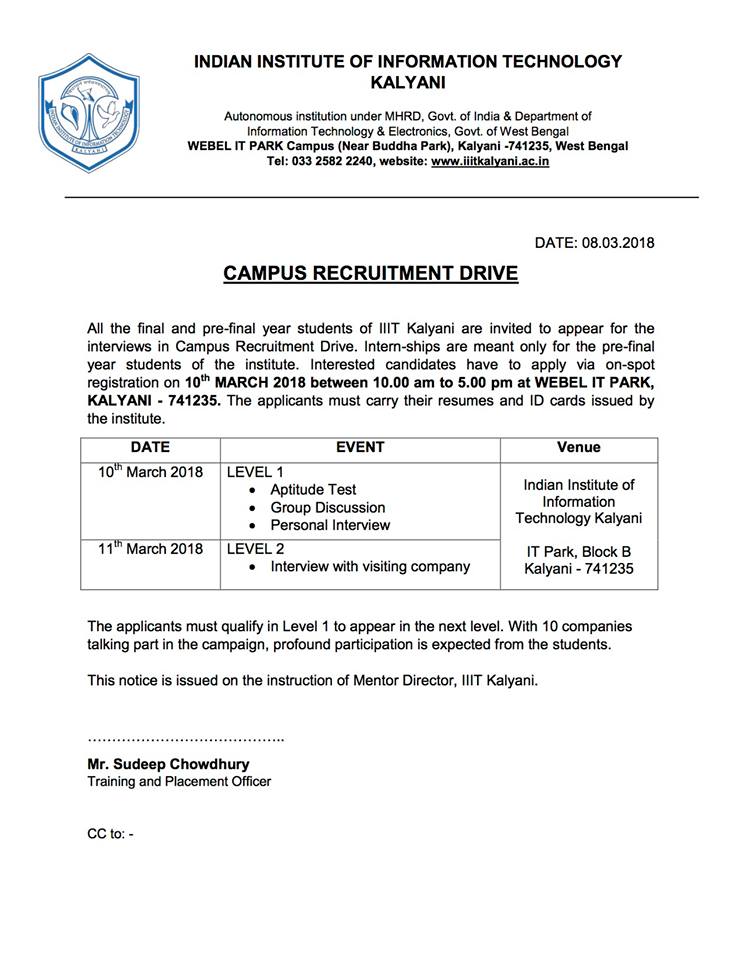 INDIAN INSTITUTE OF INFORMATION TECHNOLOGY
KALYANI
Autonomous institution under MHRD, Govt. of India & Department of
Information Technology & Electronics, Govt. of West Bengal
WEBEL IT PARK Campus (Near Buddha Park), Kalyani -741235, West Bengal
Tel: 033 2582 2240, website: www.iiitkalyani.ac.in
INDIAN INSTITUTE OF INFORMATION TECHNOLOGY
KALYANI
DATE: 08.03.2018
CAMPUS RECRUITMENT DRIVE
All the final and pre-final year students of IIIT Kalyani are invited to appear for the
interviews in Campus Recruitment Drive. Intern-ships are meant only for the pre-final
year students of the institute. Interested candidates have to apply via on-spot
registration on 10th MARCH 2018 between 10.00 am to 5.00 pm at WEBEL IT PARK,
KALYANI - 741235. The applicants must carry their resumes and ID cards issued by
the institute.
DATE EVENT Venue
10th March 2018 LEVEL 1
• Aptitude Test
• Group Discussion
• Personal Interview
11th March 2018 LEVEL 2
• Interview with visiting company
Indian Institute of
Information
Technology Kalyani
IT Park, Block B
Kalyani - 741235
The applicants must qualify in Level 1 to appear in the next level. With 10 companies
talking part in the campaign, profound participation is expected from the students.
This notice is issued on the instruction of Mentor Director, IIIT Kalyani.
…………………………………..
Mr. Sudeep Chowdhury
Training and Placement Officer
CC to: -